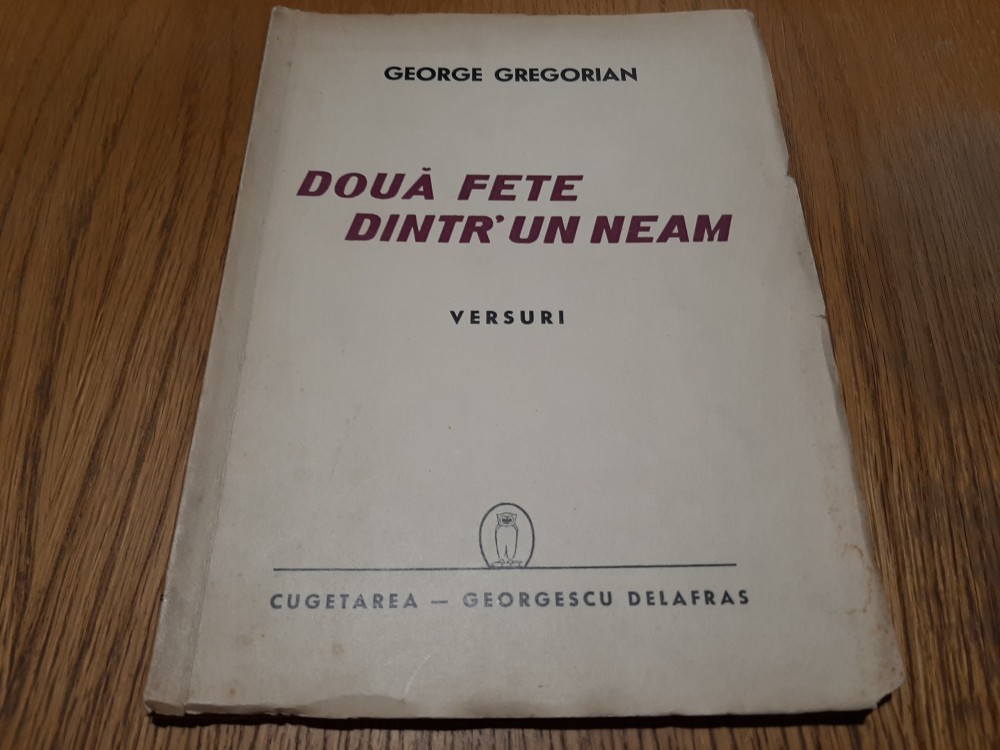 GEORGE GREGORIAN
DOUĂ FETE
DINTR'UN NEAM
VERSURI
CUGETAREA — GEORGESCU DELAFRAS